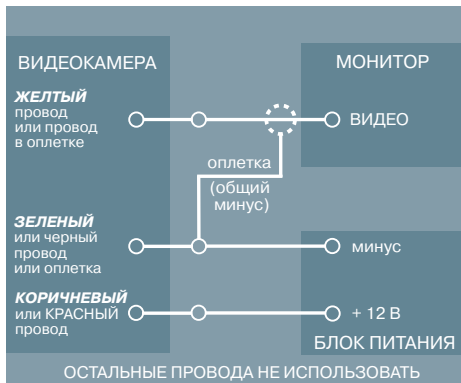 ВИДЕОКАМЕРА
МОНИТОР
ЖЕЛТЫЙ
провод
или провод
в оплетке
ВИДЕО
оплетка
(общий
минус)
ЗЕЛЕНЫЙ
или черный
провод
или оплетка
минус
КОРИЧНЕВЫЙ
или КРАСНЫЙ
провод
+ 12 В
БЛОК ПИТАНИЯ
ОСТАЛЬНЫЕ ПРОВОДА НЕ ИСПОЛЬЗОВАТЬ